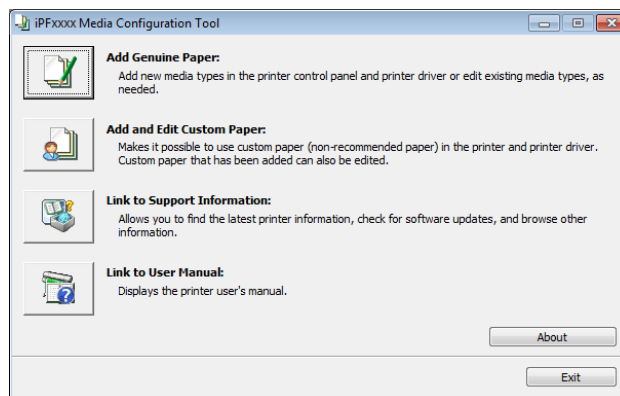 iPFxxxx Media Configuration Tool
Add Genuine Paper:
Add new media types in the printer control panel and printer driver or edit existing media types, as
needed.
Add and Edit Custom Paper:
Makes it possible to use custom paper (non-recommended paper) in the printer and printer driver.
Custom paper that has been added can also be edited.
Link to Support Information:
Allows you to find the latest printer information, check for software updates, and browse other
information.
Link to User Manual:
Displays the printer user's manual.
About
Exit